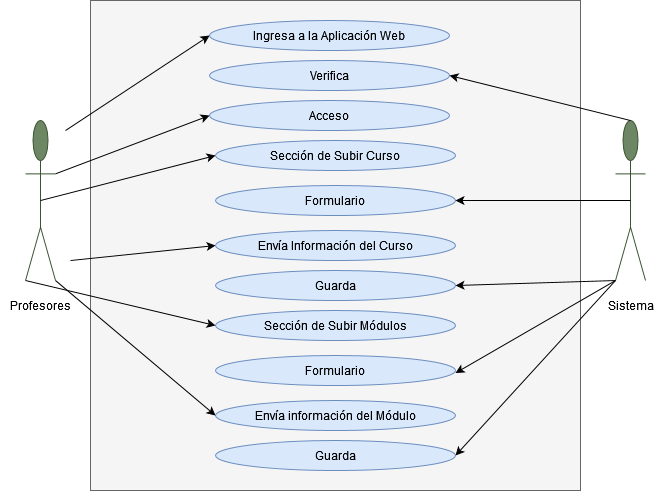 Ingresa a la Aplicación Web
Verifica
Acceso
Sección de Subir Curso
Formulario
Envía Información del Curso
Guarda
Profesores
Sistema
Sección de Subir Módulos
Formulario
Envía información del Módulo
Guarda